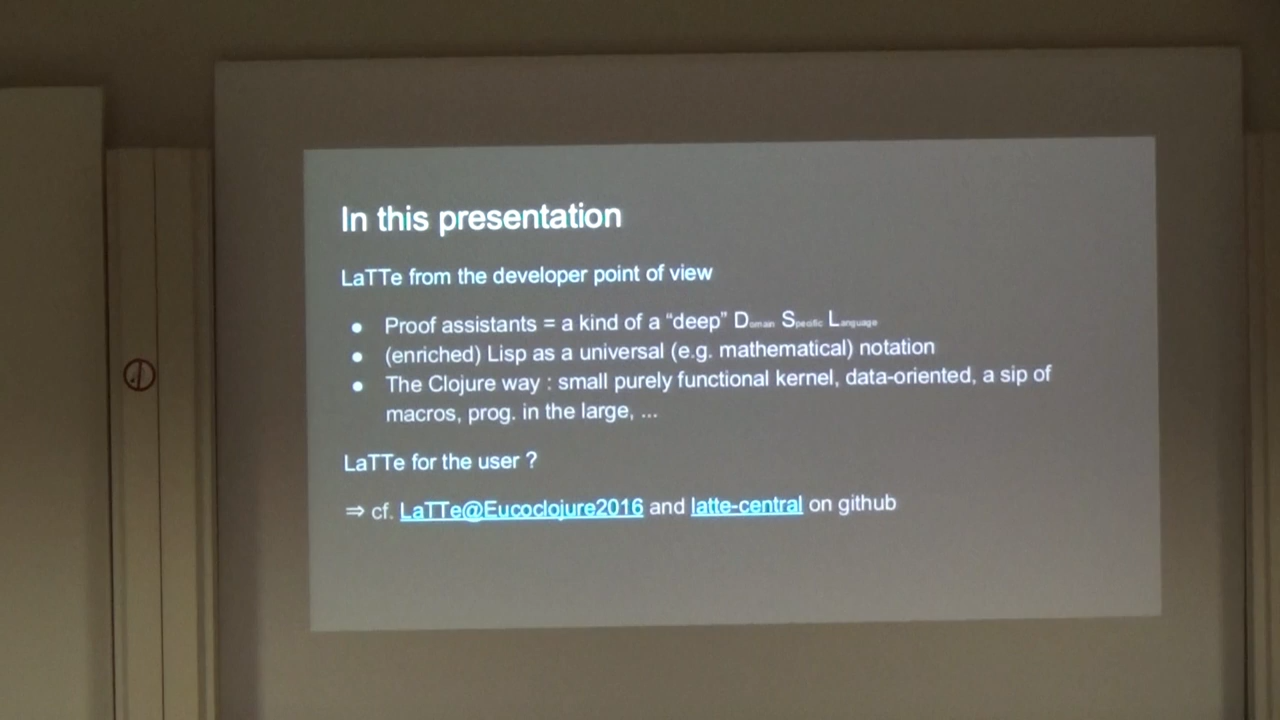 In this presentation
LaTTe from the developer point of view
● Proof assistants = a kind of a “deep” Domain Specific Language
● (enriched) Lisp as a universal (e.g. mathematical) notation
● The Clojure way : small purely functional kernel, data-oriented, a sip of
macros, prog. in the large, ...
LaTTe for the user ?
⇒ cf. LaTTe@Eucoclojure2016 and latte-central on github